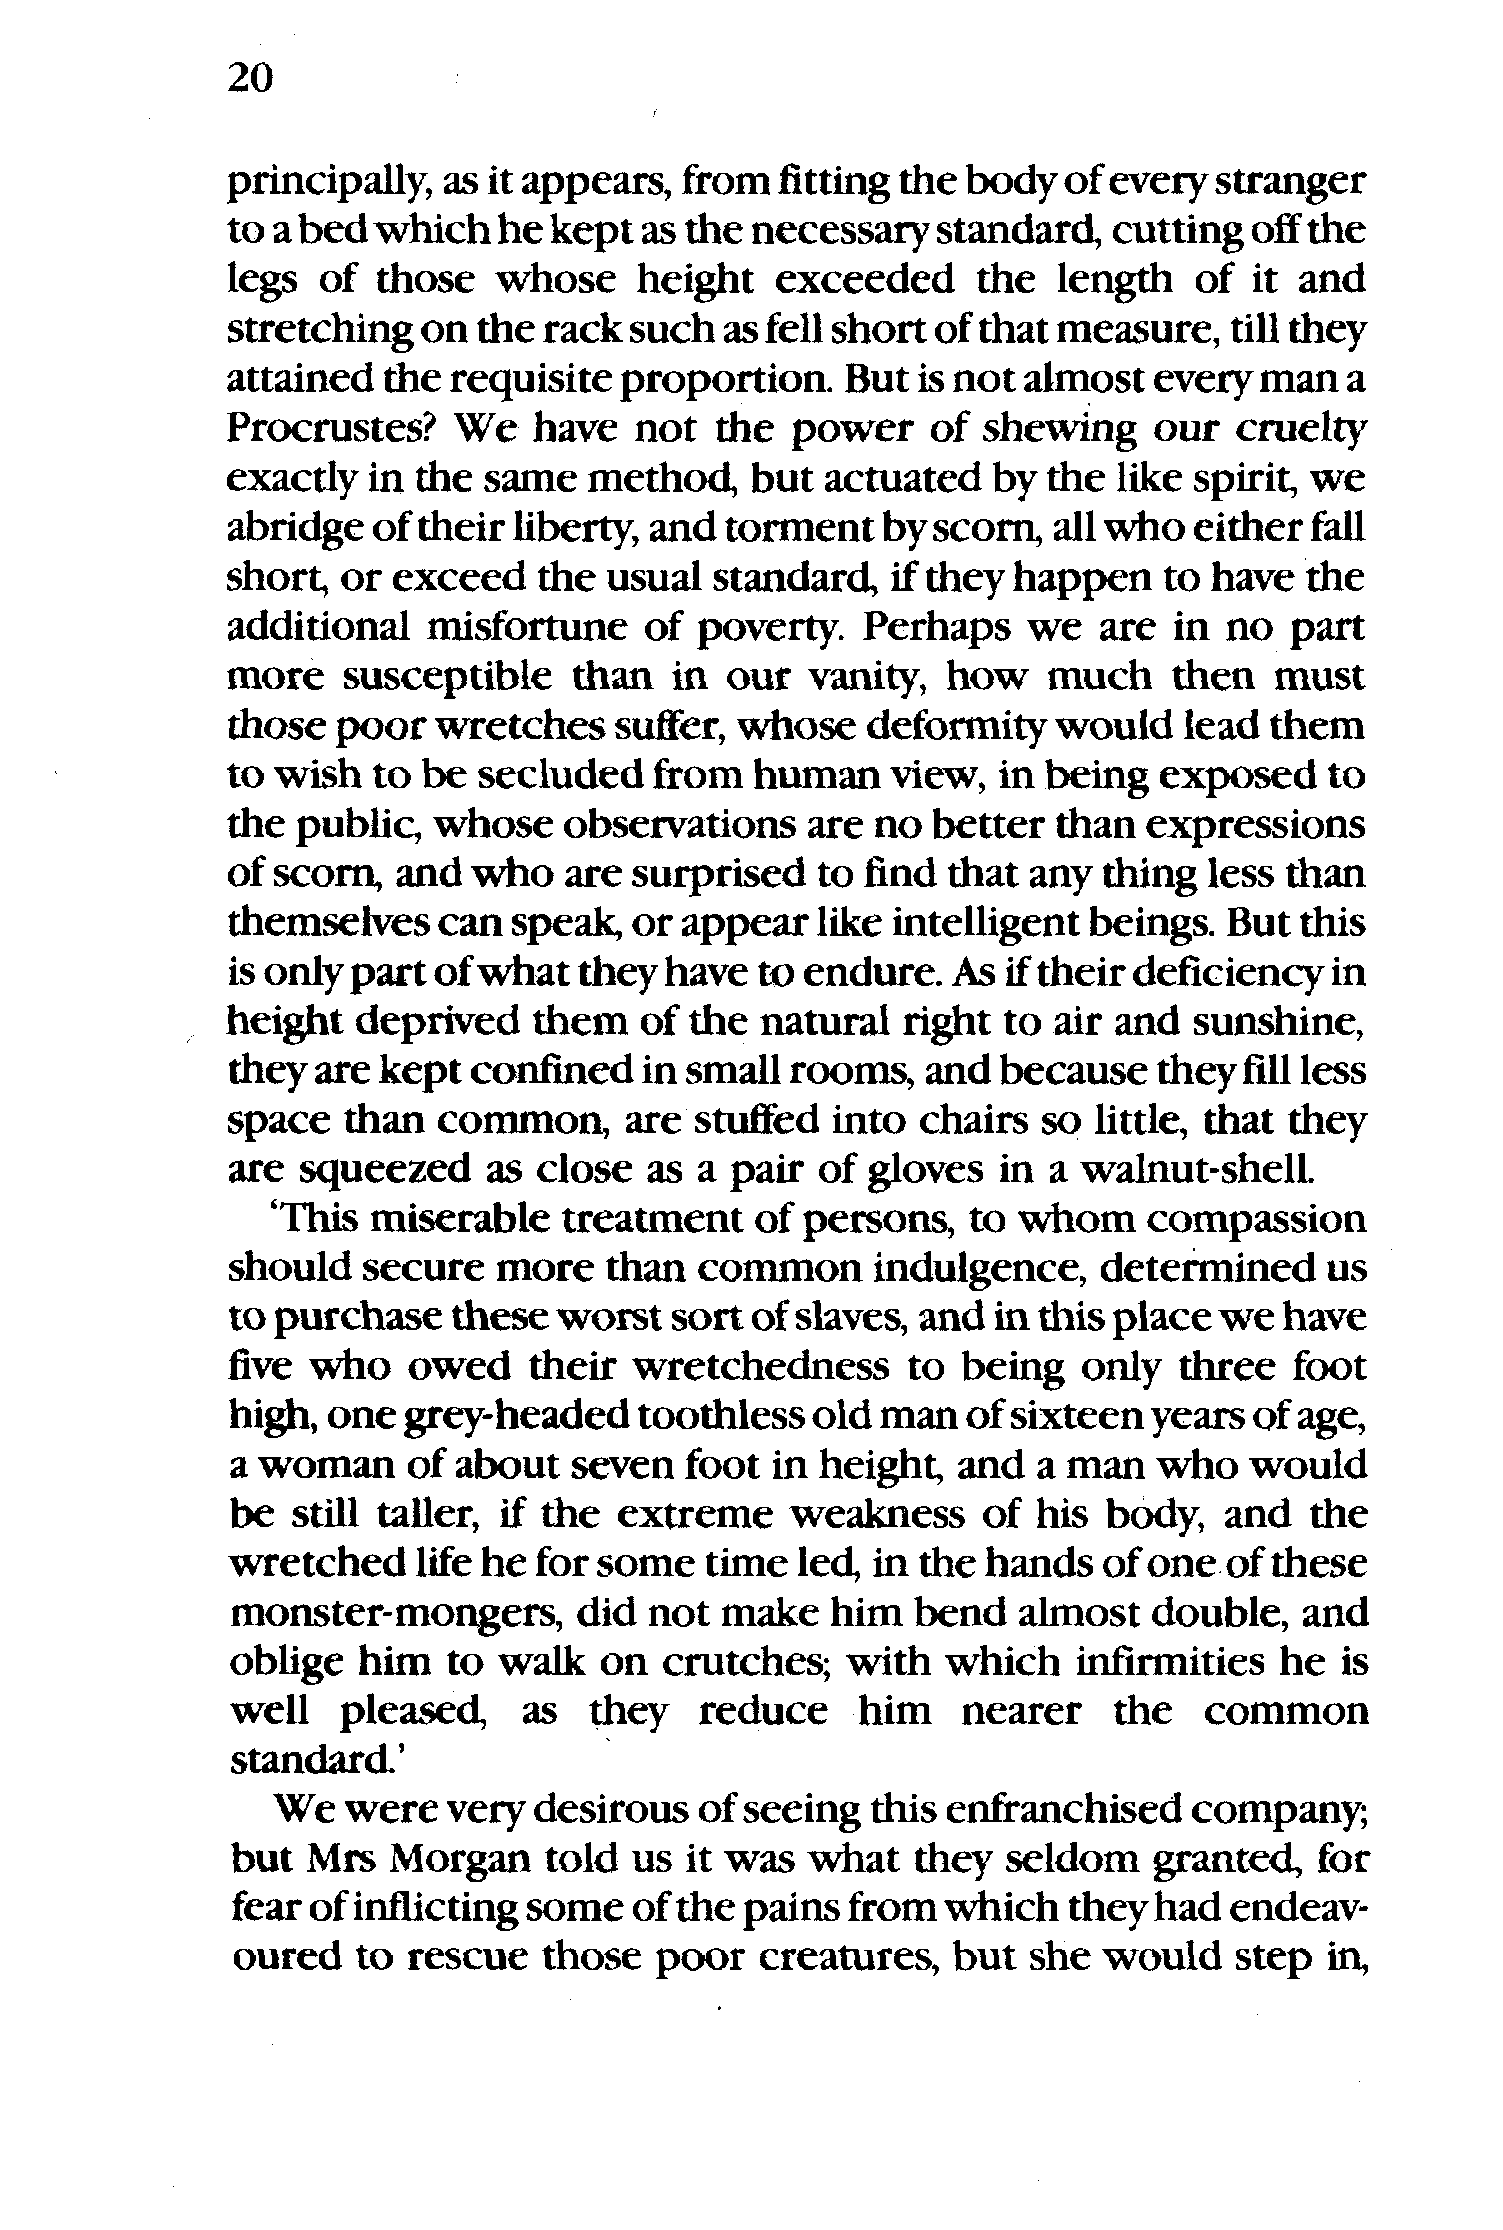 20
principally, as it appears, from fitting the body of every stranger
to a bed which he kept as the necessary standard, cutting off the
legs of those whose height exceeded the length of it and
stretching on the rack such as fell short of that measure, till they
attained the requisite proportion. But is not almost every man a
Procrustes? We have not the power of shewing our cruelty
exactly in the same method, but actuated by the like spirit, we
abridge of their liberty, and torment by scorn, all who either fall
short, or exceed the usual standard, if they happen to have the
additional misfortune of poverty. Perhaps we are in no part
more susceptible than in our vanity, how much then must
those poor wretches suffer, whose deformity would lead them
to wish to be secluded from human view, in being exposed to
the public, whose observations are no better than expressions
of scorn, and who are surprised to find that any thing less than
themselves can speak, or appear like intelligent beings. But this
is only part of what they have to endure. As if their deficiency in
height deprived them of the natural right to air and sunshine,
they are kept confined in small rooms, and because they fill less
space than common, are stuffed into chairs so little, that they
are squeezed as close as a pair of gloves in a walnut-shell.
‘This miserable treatment of persons, to whom compassion
should secure more than common indulgence, determined us
to purchase these worst sort of slaves, and in this place we have
five who owed their wretchedness to being only three foot
high, one grey-headed toothless old man of sixteen years of age,
a woman of about seven foot in height, and a man who would
be still taller, if the extreme weakness of his body, and the
wretched life he for some time led, in the hands of one of these
monster-mongers, did not make him bend almost double, and
oblige him to walk on crutches; with which infirmities he is
well pleased, as they reduce him nearer the common
standard.’
We were very desirous of seeing this enfranchised company;
but Mrs Morgan told us it was what they seldom granted, for
fear of inflicting some of the pains from which they had endeav-
oured to rescue those poor creatures, but she would step in,